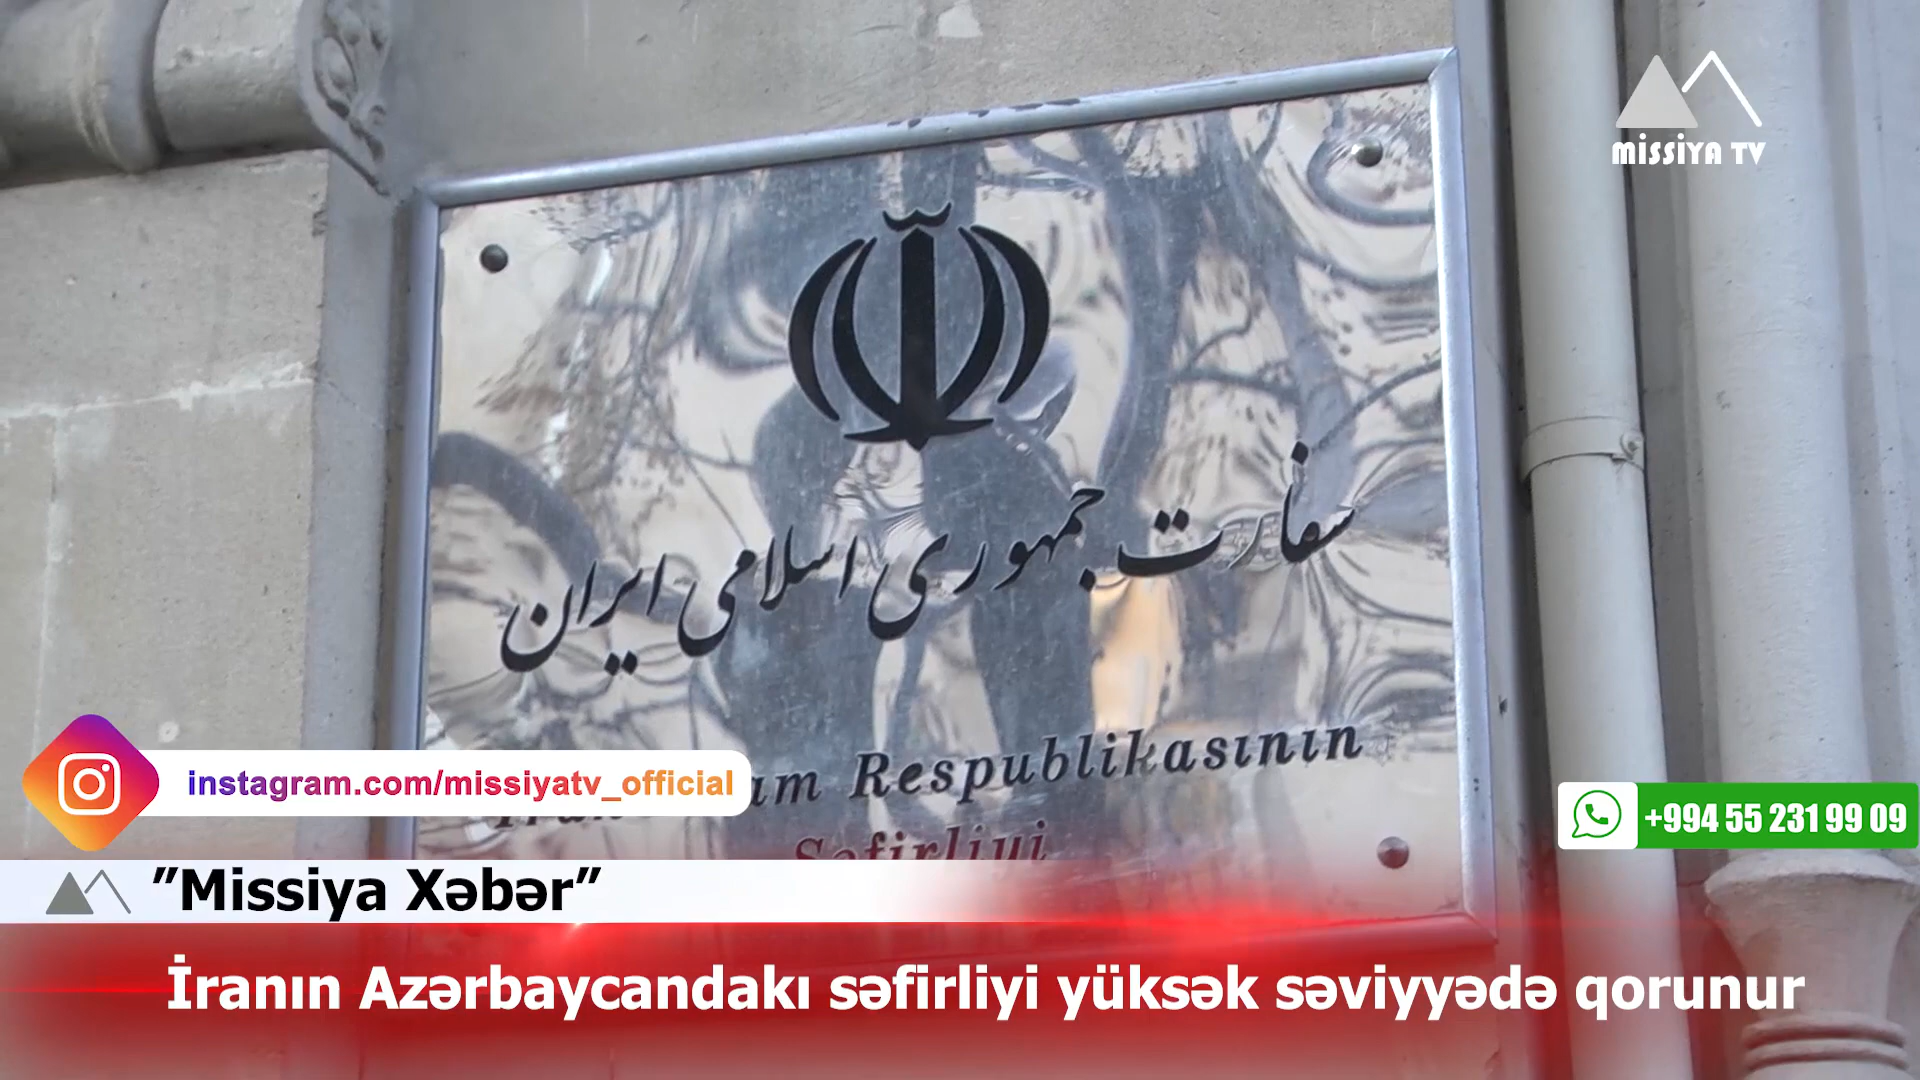 MISSIYA TV
سفارت جمهوری اسلامی ایران
Respublikasının
Səfirliyi
instagram.com/missiyatv_official
+994 55 231 99 09
”Missiya Xəbər”
İranın Azərbaycandakı səfirliyi yüksək səviyyədə qorunur